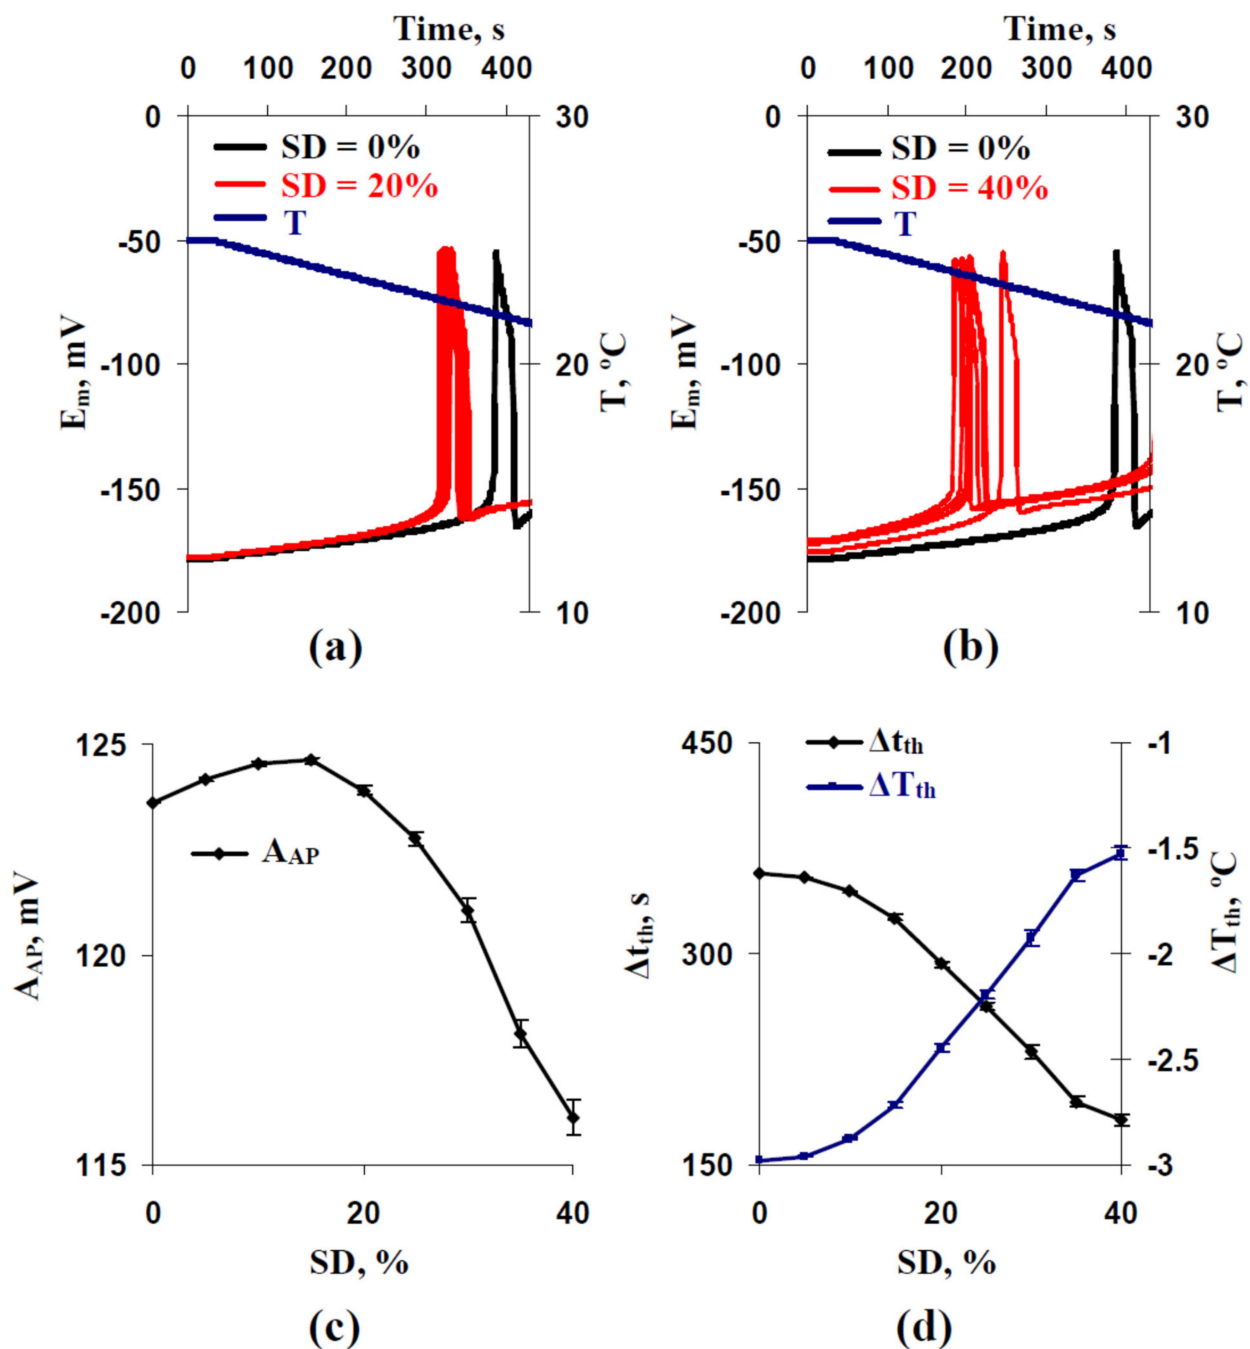 Time, s
0 100 200 300 400
0
-50
-100
-150
-200
E_m, mV
SD = 0%
SD = 20%
T
30
20
10
T, ºC
(a)
Time, s
0 100 200 300 400
0
-50
-100
-150
-200
E_m, mV
SD = 0%
SD = 40%
T
30
20
10
T, ºC
(b)
125
120
115
A_AP, mV
A_AP
0 20 40
SD, %
(c)
450
300
150
Δt_th, s
Δt_th
ΔT_th
-1
-1.5
-2
-2.5
-3
ΔT_th, ºC
0 20 40
SD, %
(d)